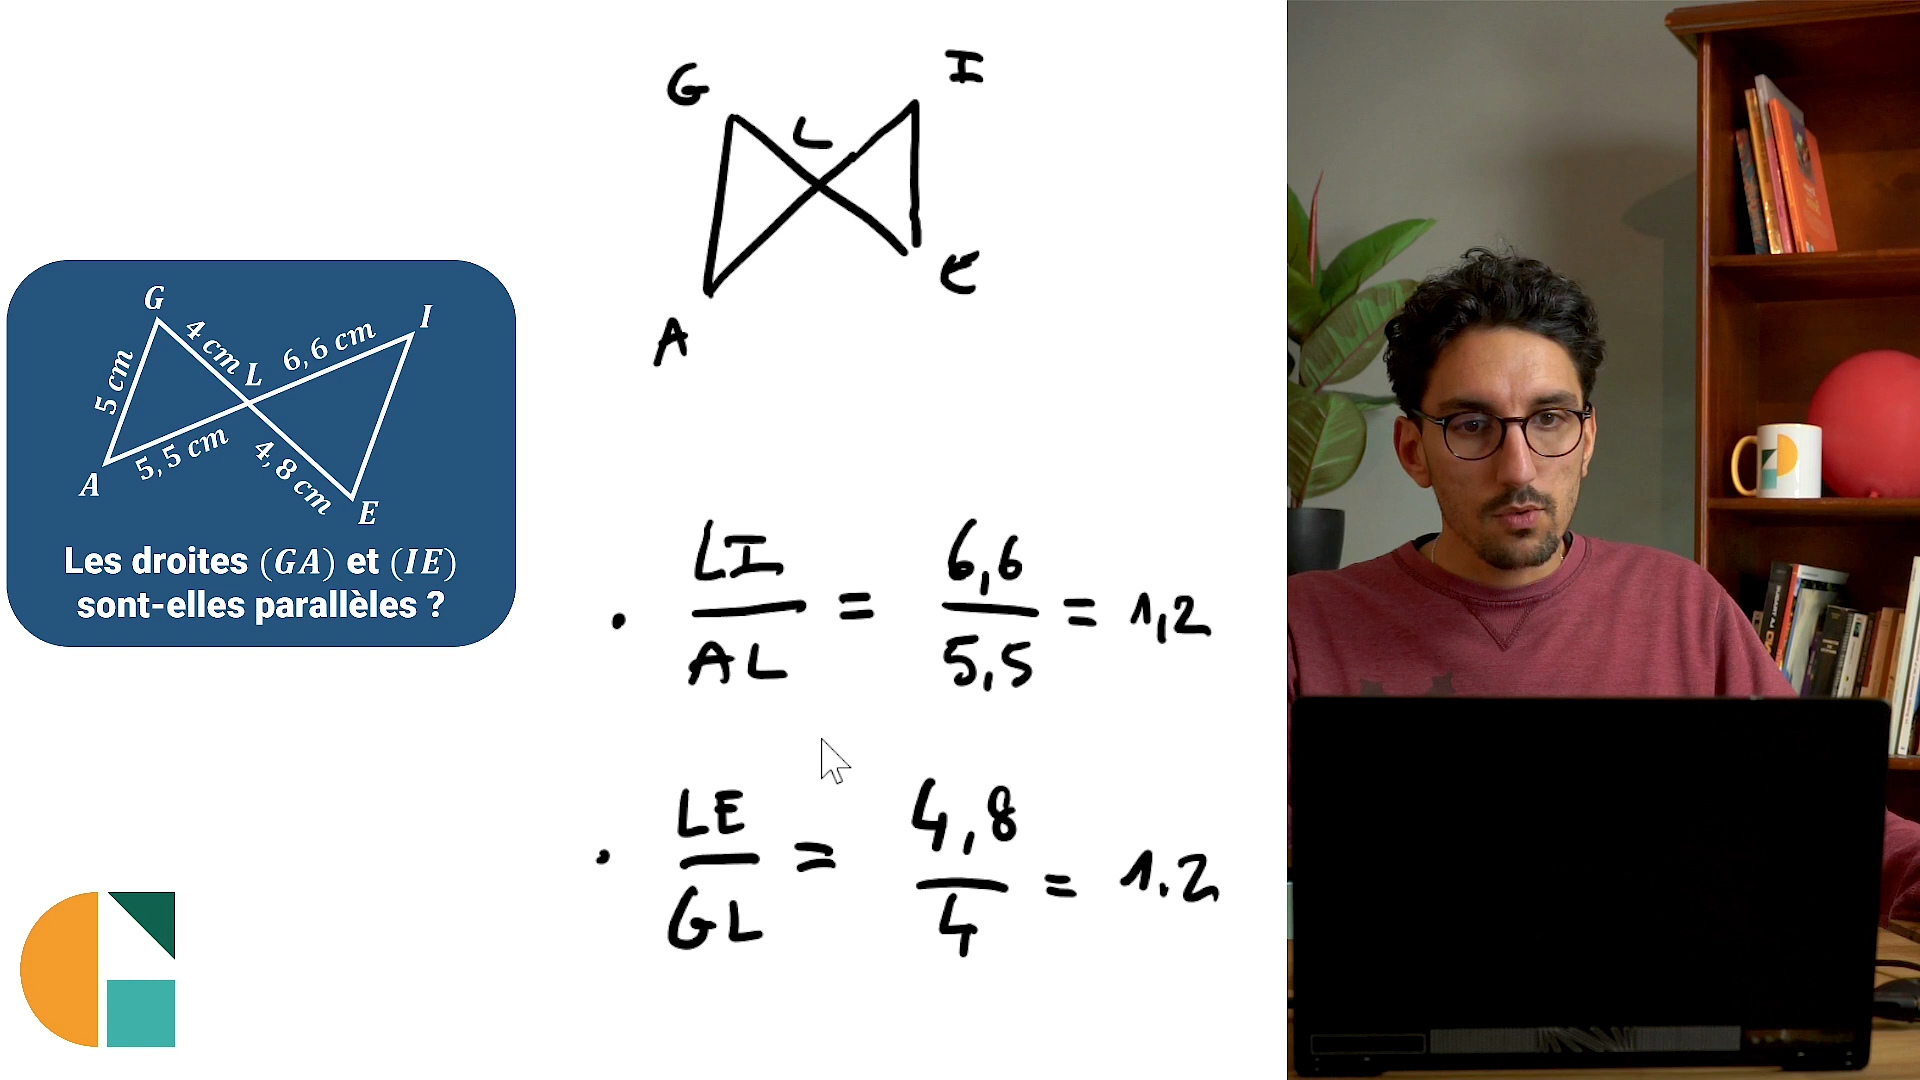 G
4 cm
L
6,6 cm
I
5 cm
A
5,5 cm
4,8 cm
E
Les droites (GA) et (IE)
sont-elles parallèles ?
G
I
L
E
A
. LI/AL = 6,6/5,5 = 1,2
. LE/GL = 4,8/4 = 1.2